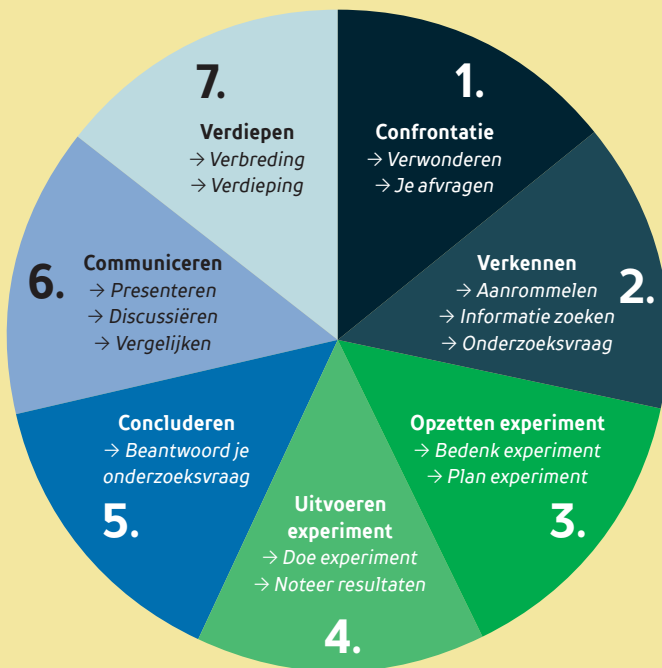 1.
Confrontatie
→ Verwonderen
→ Je afvragen
2.
Verkennen
→ Aanrommelen
→ Informatie zoeken
→ Onderzoeksvraag
Opzetten experiment
→ Bedenk experiment
→ Plan experiment
3.
Uitvoeren
experiment
→ Doe experiment
→ Noteer resultaten
4.
Concluderen
→ Beantwoord je
onderzoeksvraag
5.
6.
Communiceren
→ Presenteren
→ Discussiëren
→ Vergelijken
7.
Verdiepen
→ Verbreding
→ Verdieping